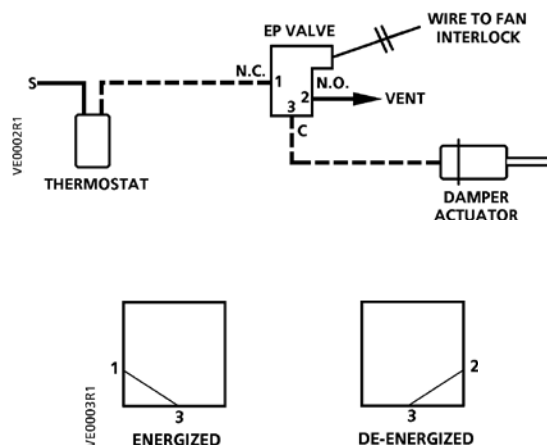 WIRE TO FAN
INTERLOCK
EP VALVE
S
N.C.
1
N.O.
2
VENT
3
C
VE0002R1
THERMOSTAT
DAMPER
ACTUATOR
1
3
VE0003R1
ENERGIZED
2
3
DE-ENERGIZED